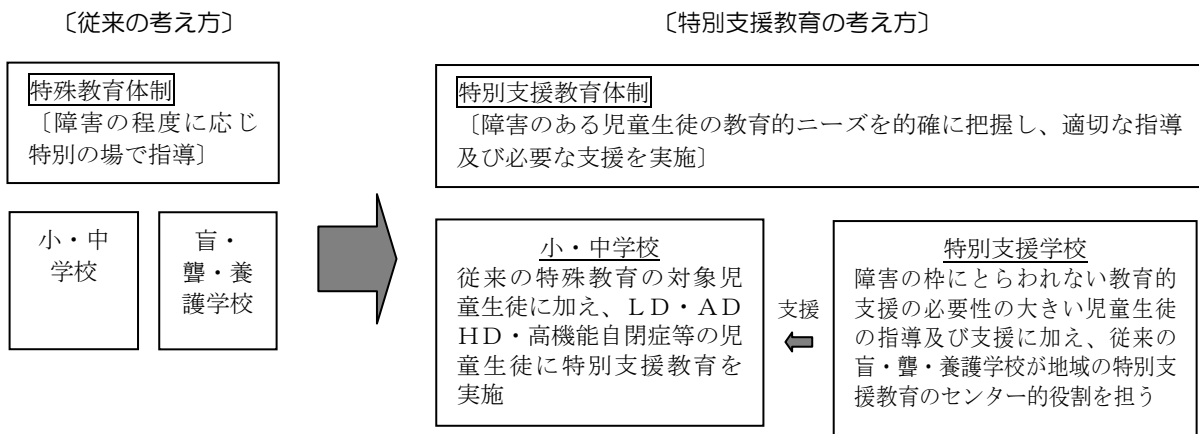 〔従来の考え方〕
〔特別支援教育の考え方〕
特殊教育体制
〔障害の程度に応じ
特別の場で指導〕
特別支援教育体制
〔障害のある児童生徒の教育的ニーズを的確に把握し、適切な指導
及び必要な支援を実施〕
小・中
学校
盲・
聾・養
護学校
小・中学校
従来の特殊教育の対象児
童生徒に加え、ＬＤ・ＡＤ
ＨＤ・高機能自閉症等の児
童生徒に特別支援教育を
実施
支援
特別支援学校
障害の枠にとらわれない教育的
支援の必要性の大きい児童生徒
の指導及び支援に加え、従来の
盲・聾・養護学校が地域の特別支
援教育のセンター的役割を担う